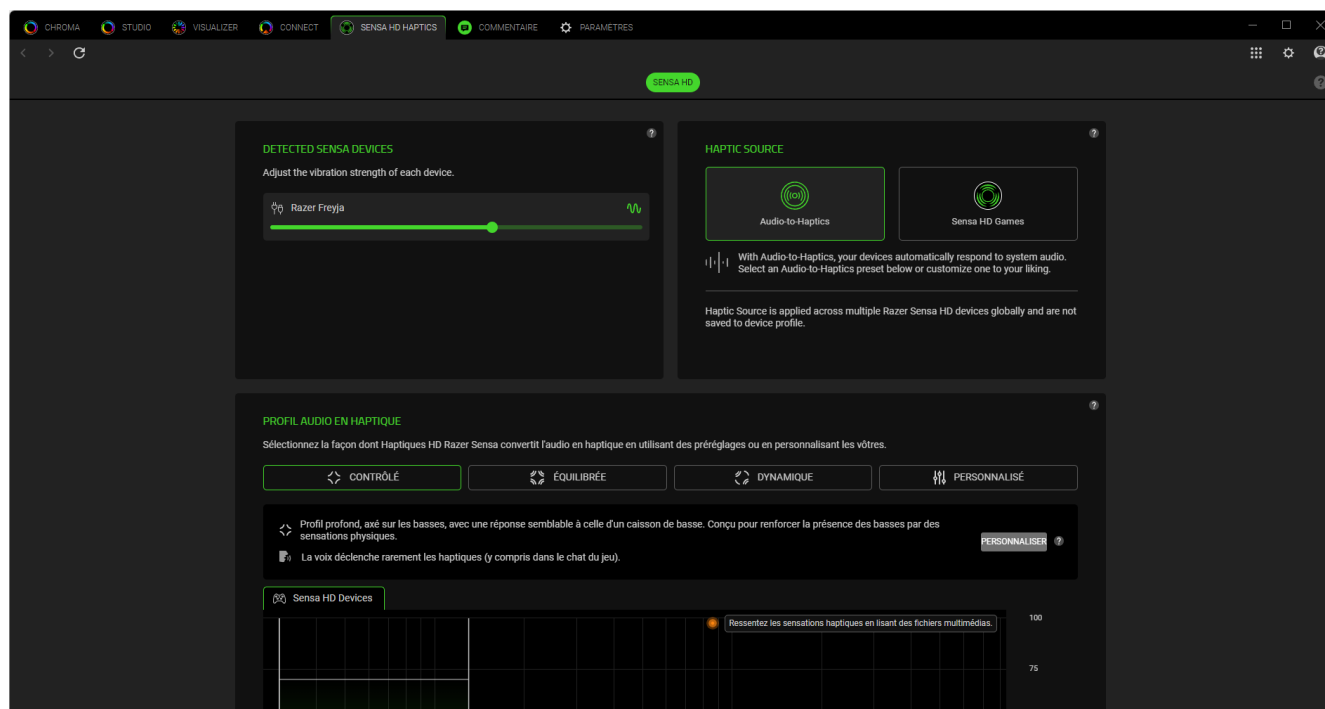 CHROMA
STUDIO
VISUALIZER
CONNECT
SENSA HD HAPTICS
COMMENTAIRE
PARAMÈTRES
SENSA HD
DETECTED SENSA DEVICES
Adjust the vibration strength of each device.
Razer Freyja
HAPTIC SOURCE
Audio-to-Haptics
Sensa HD Games
With Audio-to-Haptics, your devices automatically respond to system audio.
Select an Audio-to-Haptics preset below or customize one to your liking.
Haptic Source is applied across multiple Razer Sensa HD devices globally and are not
saved to device profile.
PROFIL AUDIO EN HAPTIQUE
Sélectionnez la façon dont Haptiques HD Razer Sensa convertit l'audio en haptique en utilisant des préréglages ou en personnalisant les vôtres.
CONTRÔLÉ
ÉQUILIBRÉE
DYNAMIQUE
PERSONNALISÉ
Profil profond, axé sur les basses, avec une réponse semblable à celle d'un caisson de basse. Conçu pour renforcer la présence des basses par des
sensations physiques.
La voix déclenche rarement les haptiques (y compris dans le chat du jeu).
PERSONNALISER
Sensa HD Devices
Ressentez les sensations haptiques en lisant des fichiers multimédias.
100
75